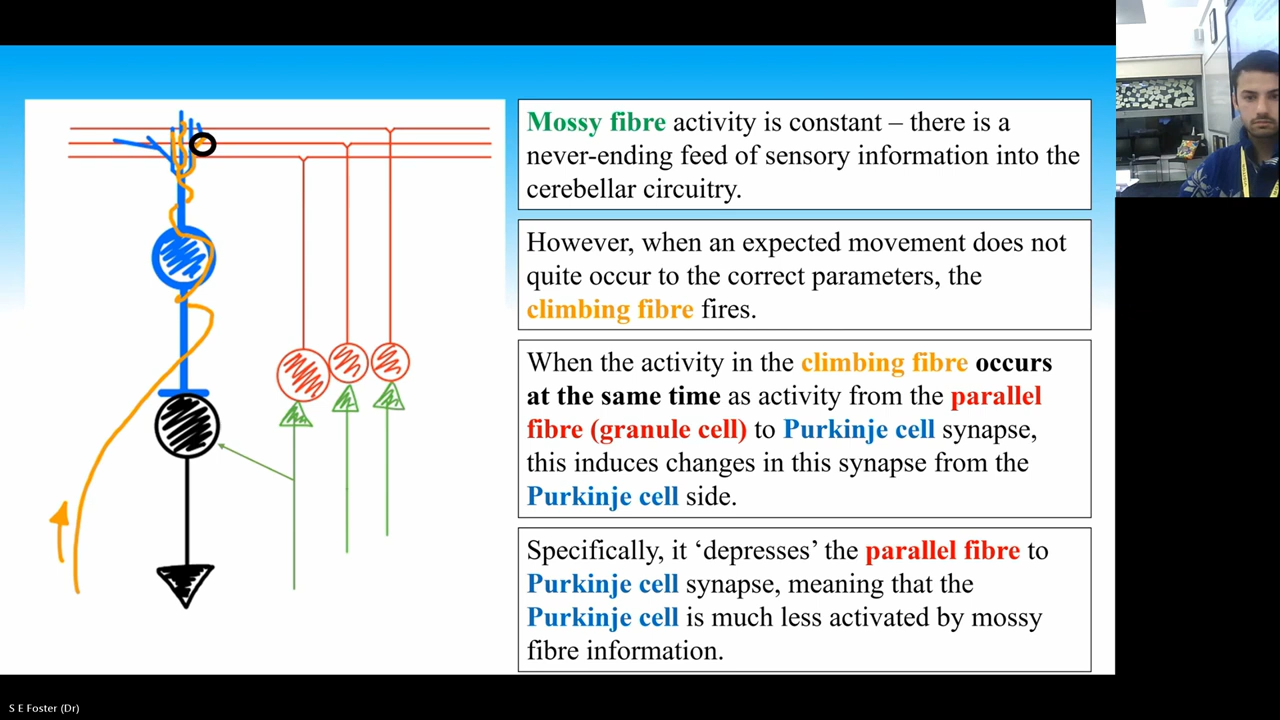 Mossy fibre activity is constant – there is a
never-ending feed of sensory information into the
cerebellar circuitry.
However, when an expected movement does not
quite occur to the correct parameters, the
climbing fibre fires.
When the activity in the climbing fibre occurs
at the same time as activity from the parallel
fibre (granule cell) to Purkinje cell synapse,
this induces changes in this synapse from the
Purkinje cell side.
Specifically, it ‘depresses’ the parallel fibre to
Purkinje cell synapse, meaning that the
Purkinje cell is much less activated by mossy
fibre information.
S E Foster (Dr)